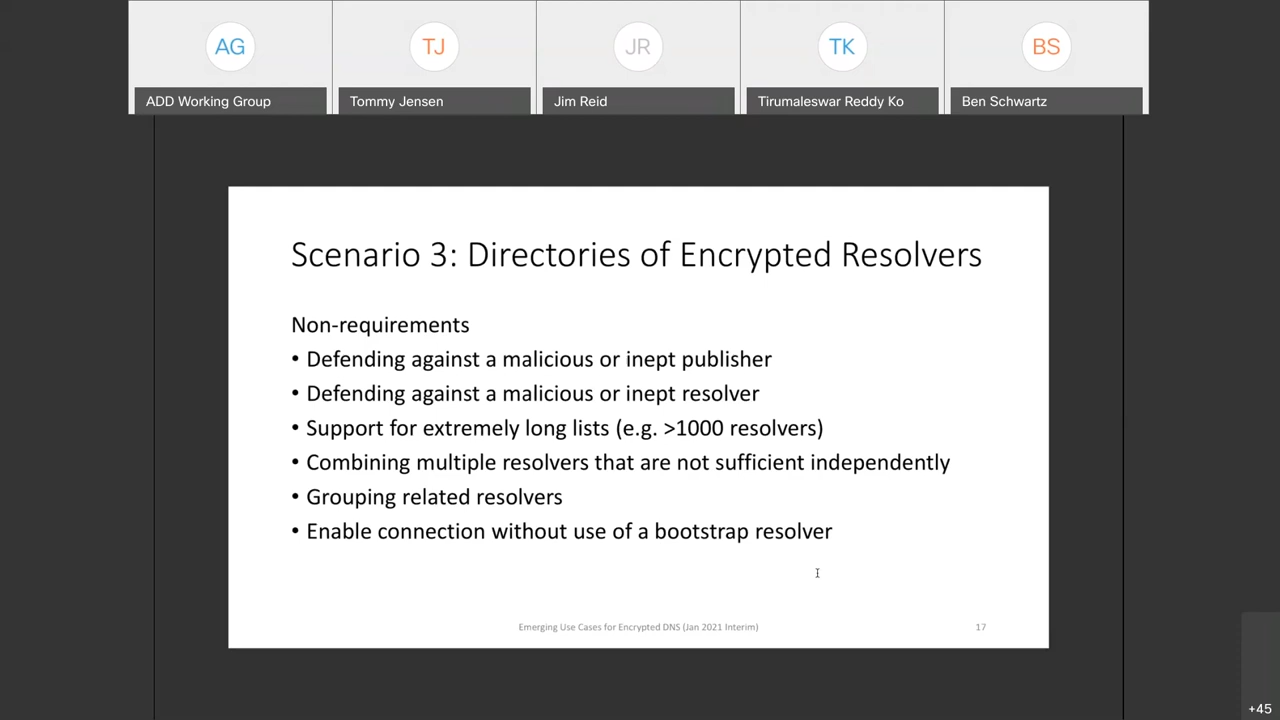 AG
TJ
JR
TK
BS
ADD Working Group
Tommy Jensen
Jim Reid
Tirumaleswar Reddy Ko
Ben Schwartz
Scenario 3: Directories of Encrypted Resolvers
Non-requirements
• Defending against a malicious or inept publisher
• Defending against a malicious or inept resolver
• Support for extremely long lists (e.g. >1000 resolvers)
• Combining multiple resolvers that are not sufficient independently
• Grouping related resolvers
• Enable connection without use of a bootstrap resolver
Emerging Use Cases for Encrypted DNS (Jan 2021 Interim)
17
+45